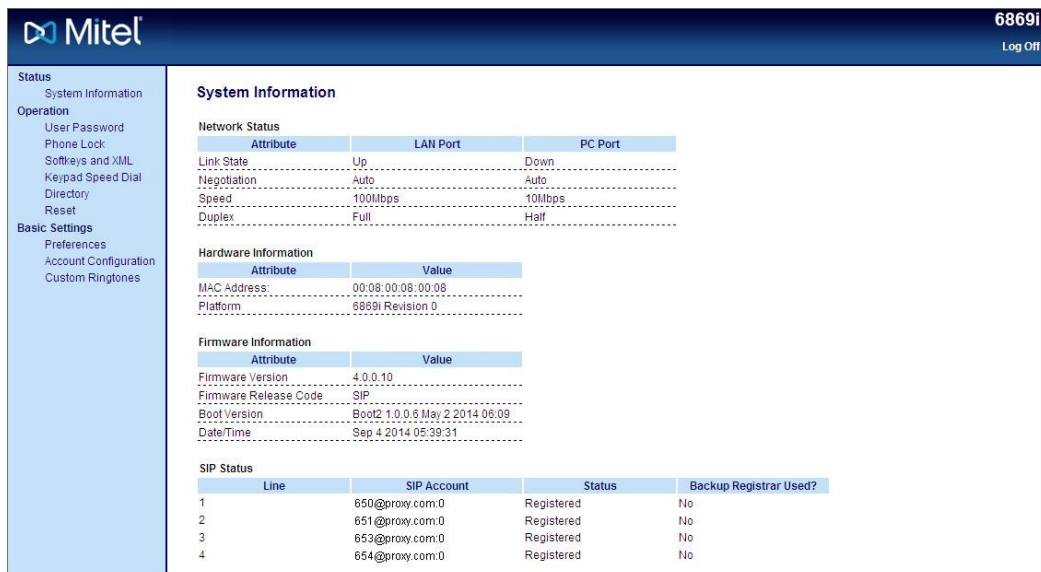 Mitel
6869i
Log Off
Status
System Information
Operation
User Password
Phone Lock
Softkeys and XML
Keypad Speed Dial
Directory
Reset
Basic Settings
Preferences
Account Configuration
Custom Ringtones
System Information
Network Status
Attribute LAN Port PC Port
Link State Up Down
Negotiation Auto Auto
Speed 100Mbps 10Mbps
Duplex Full Half
Hardware Information
Attribute Value
MAC Address: 00:08:00:08:00:08
Platform 6869i Revision 0
Firmware Information
Attribute Value
Firmware Version 4.0.0.10
Firmware Release Code SIP
Boot Version Boot2 1.0.0.6 May 2 2014 06:09
Date/Time Sep 4 2014 05:39:31
SIP Status
Line SIP Account Status Backup Registrar Used?
1 650@proxy.com:0 Registered No
2 651@proxy.com:0 Registered No
3 653@proxy.com:0 Registered No
4 654@proxy.com:0 Registered No